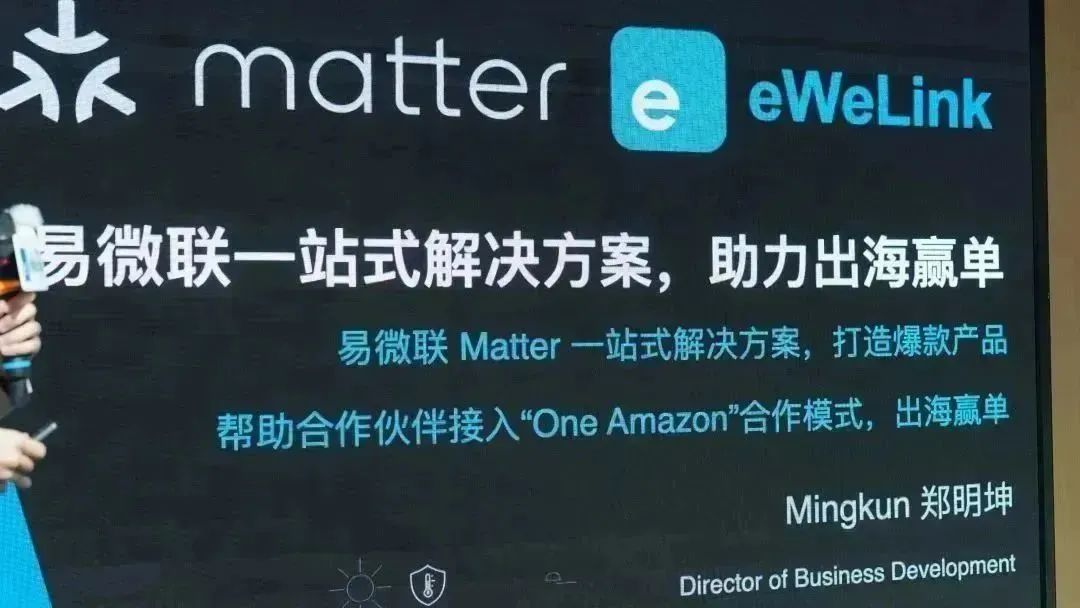 matter e eWeLink
易微联一站式解决方案，助力出海赢单
易微联 Matter 一站式解决方案，打造爆款产品
帮助合作伙伴接入“One Amazon”合作模式，出海赢单
Mingkun 郑明坤
Director of Business Development